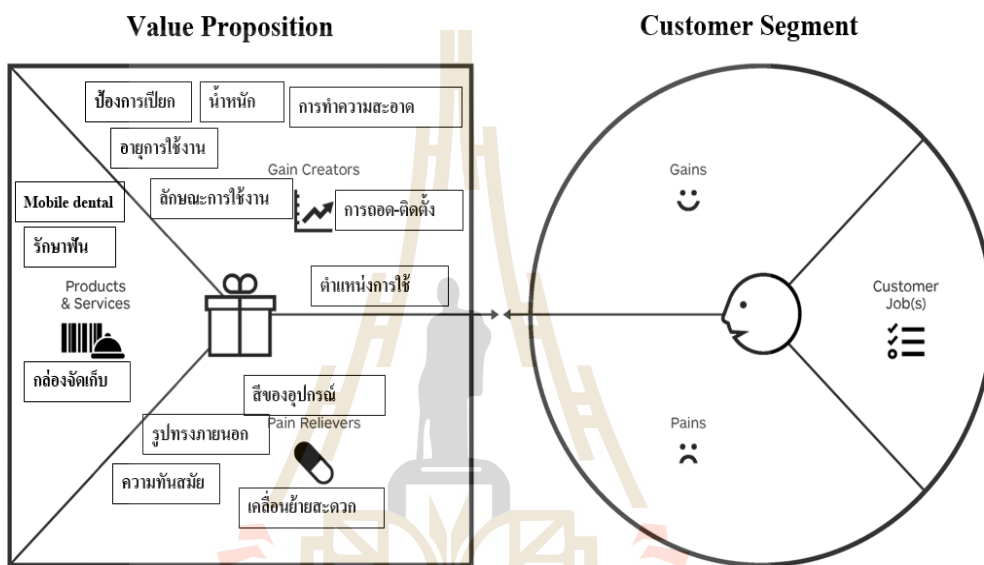 Value Proposition
Customer Segment
ป้องการเปียก
น้ำหนัก
การทำความสะอาด
อายุการใช้งาน
Gain Creators
ลักษณะการใช้งาน
การถอด-ติดตั้ง
ตำแหน่งการใช้
Mobile dental
รักษาฟัน
Products
& Services
กล่องจัดเก็บ
สีของอุปกรณ์
Pain Relievers
รูปทรงภายนอก
ความทันสมัย
เคลื่อนย้ายสะดวก
Gains
Customer
Job(s)
Pains